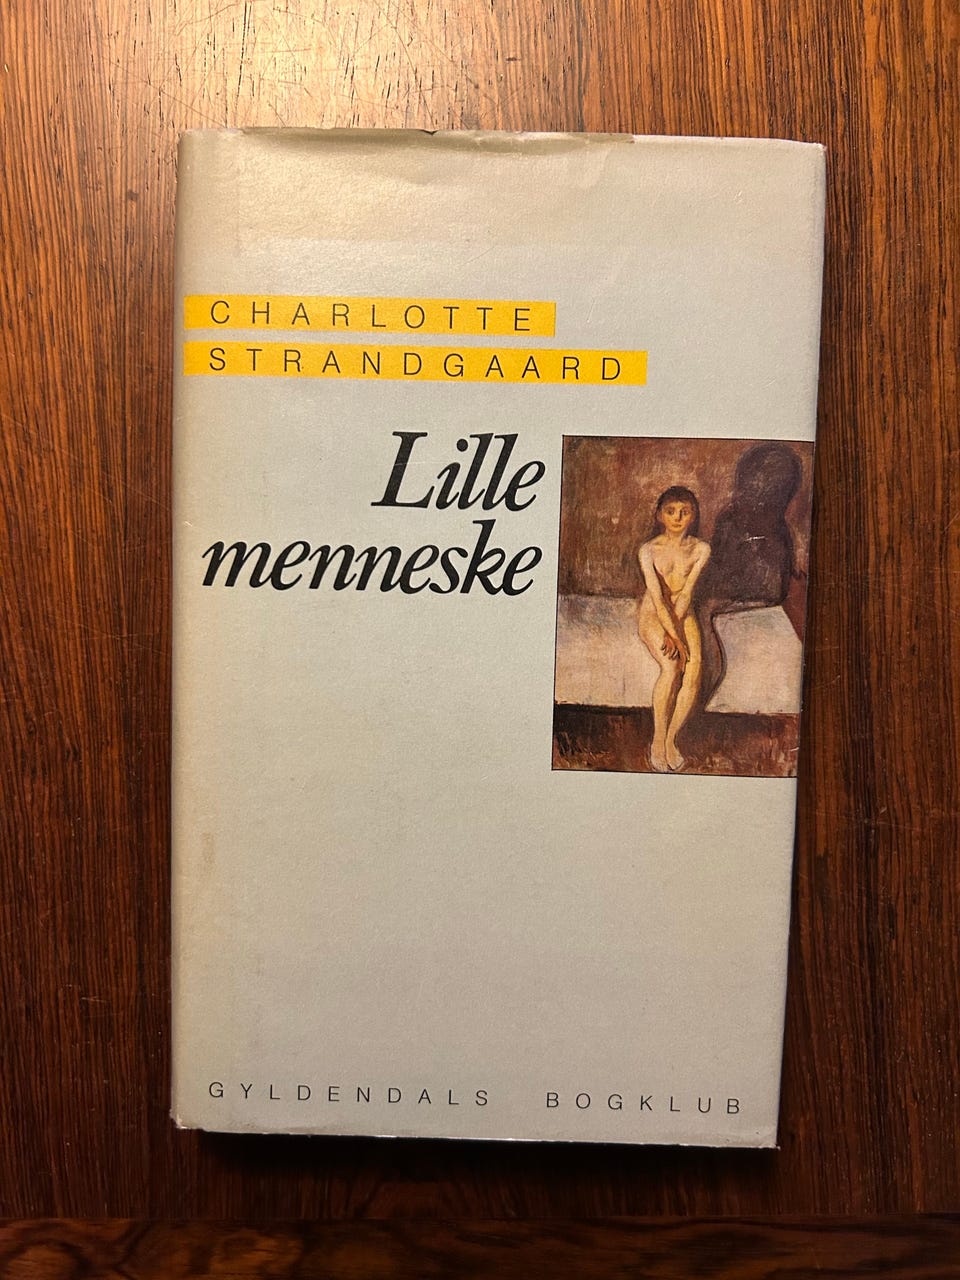 CHARLOTTE
STRANDGAARD
Lille
menneske
GYLDENDALS BOGKLUB